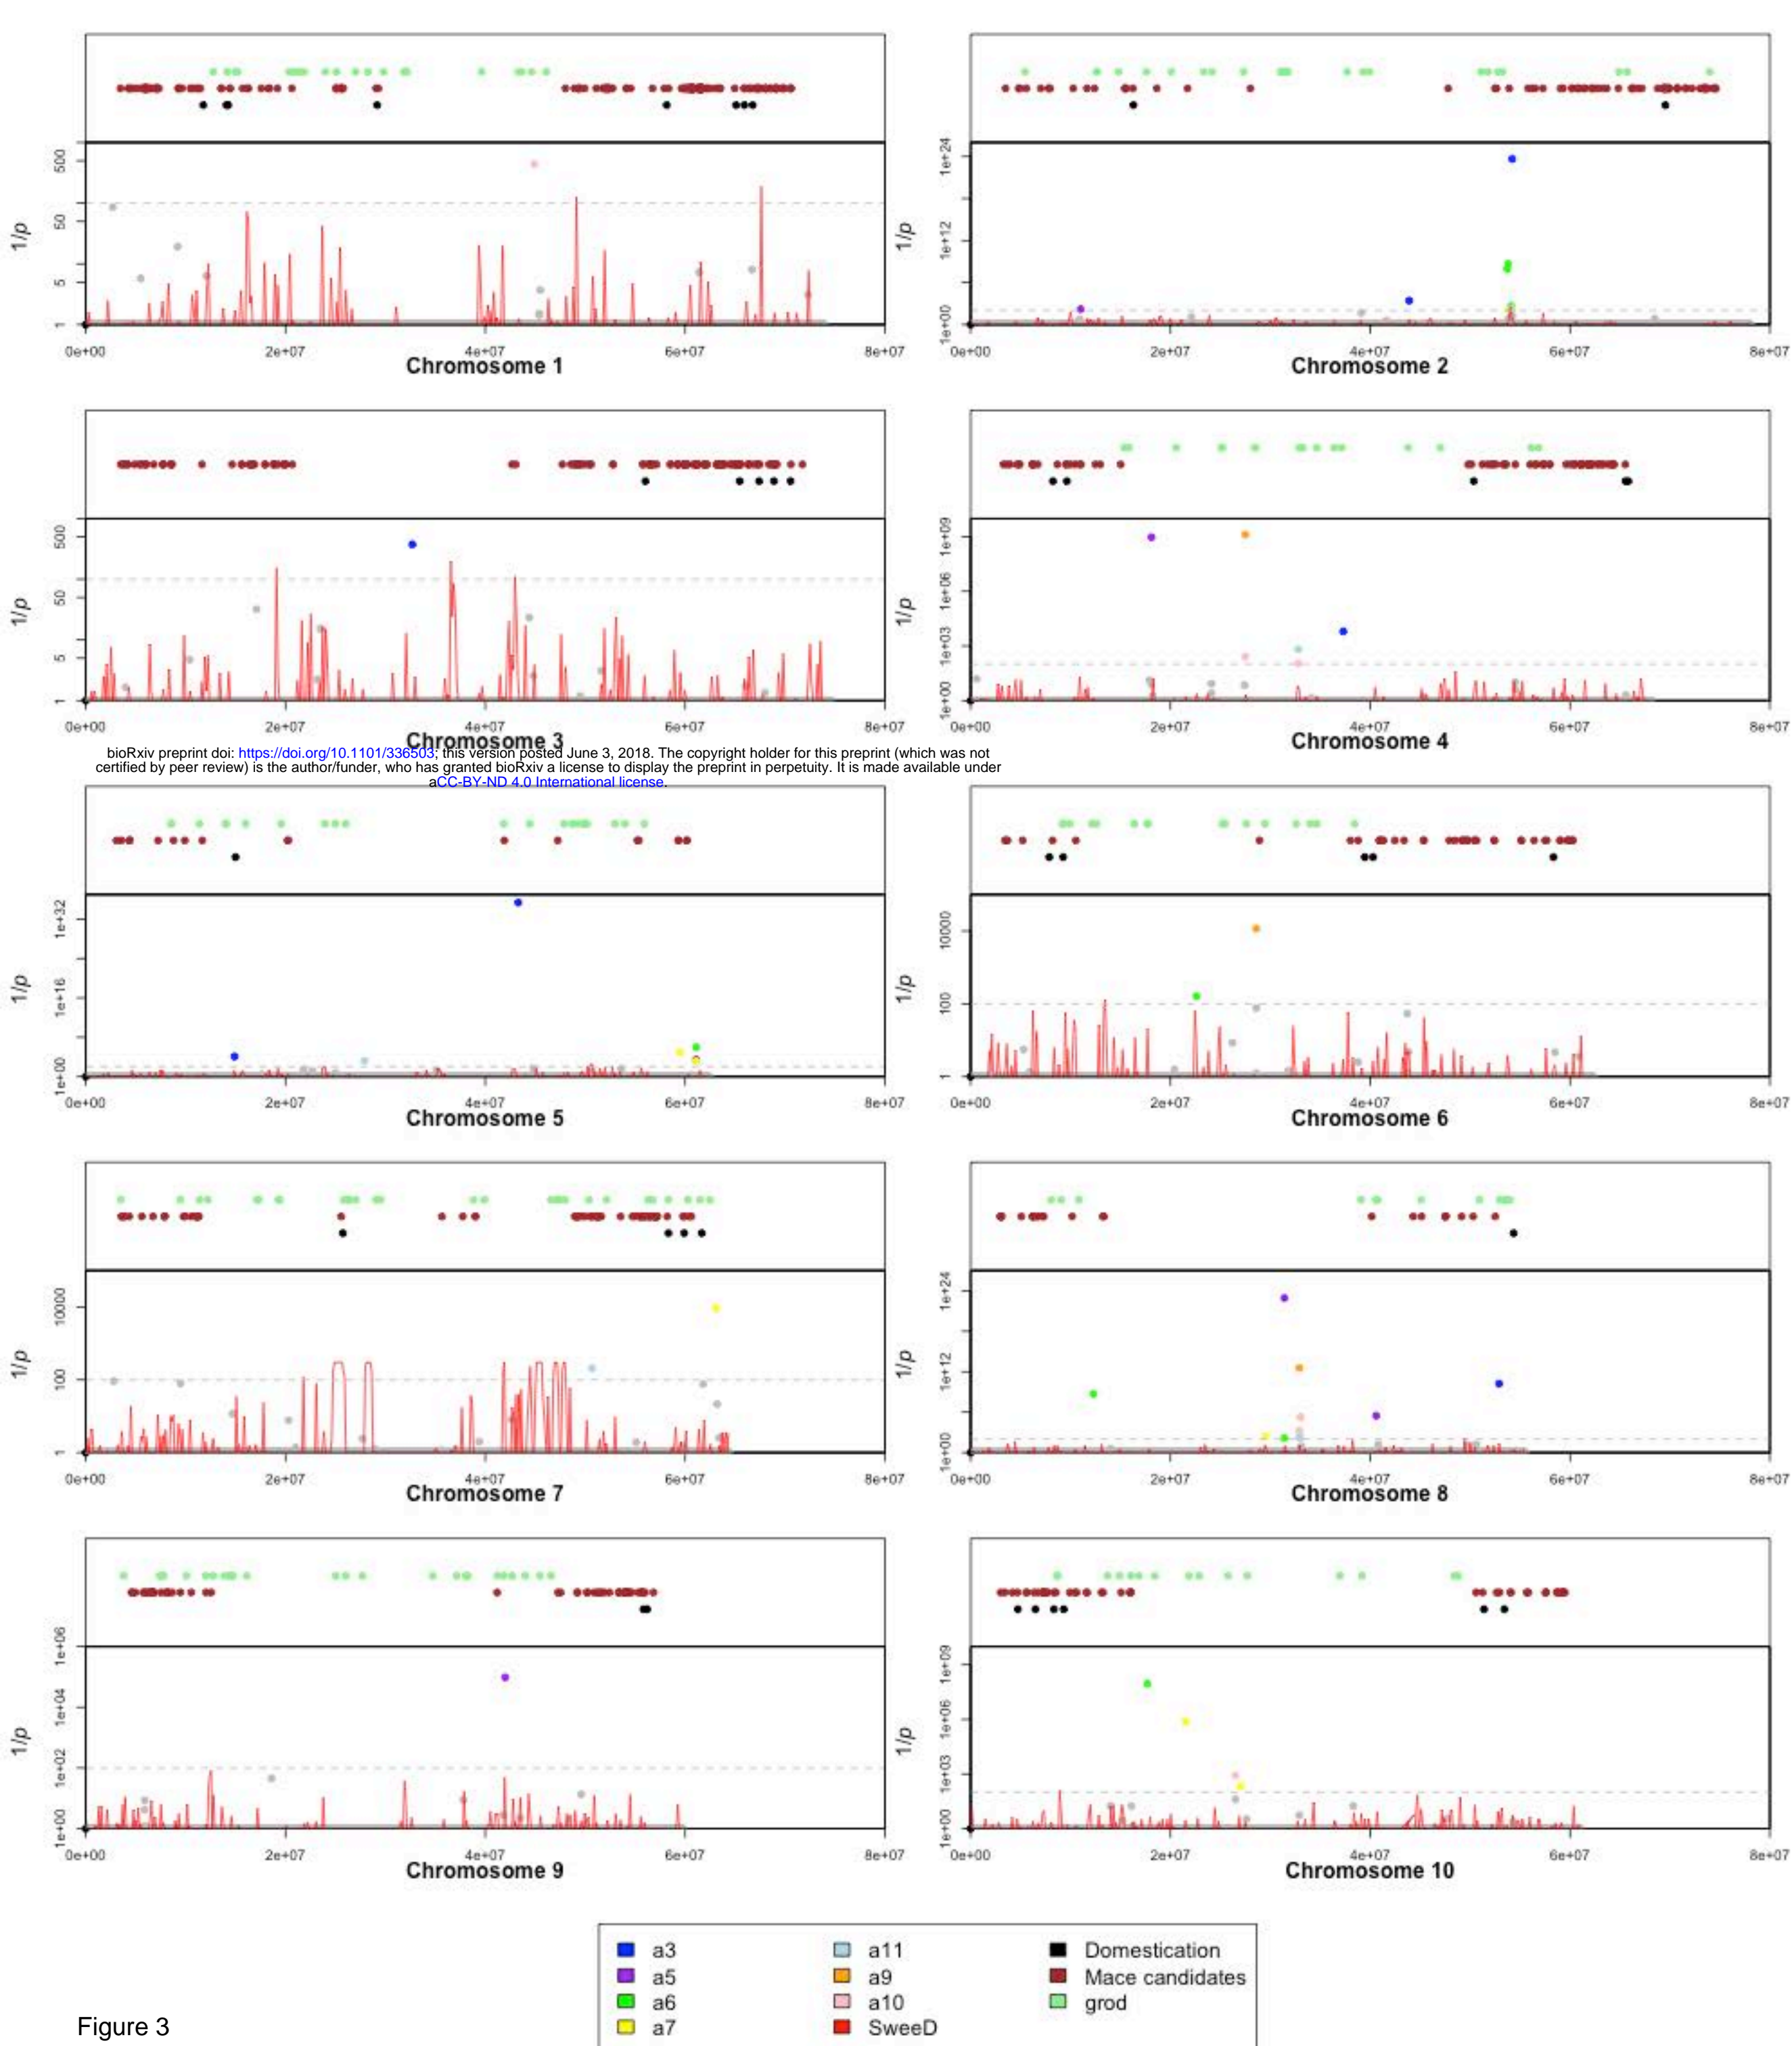 1/p
500
50
5
1
0e+00 2e+07 4e+07 6e+07 8e+07
Chromosome 1
1/p
1e+24
1e+12
1e+00
0e+00 2e+07 4e+07 6e+07 8e+07
Chromosome 2
1/p
500
50
5
1
0e+00 2e+07 4e+07 6e+07 8e+07
Chromosome 3
1/p
1e+09
1e+06
1e+03
1e+00
0e+00 2e+07 4e+07 6e+07 8e+07
Chromosome 4
bioRxiv preprint doi: https://doi.org/10.1101/336503; this version posted June 3, 2018. The copyright holder for this preprint (which was not
certified by peer review) is the author/funder, who has granted bioRxiv a license to display the preprint in perpetuity. It is made available under
aCC-BY-ND 4.0 International license.
1/p
1e+32
1e+16
1e+00
0e+00 2e+07 4e+07 6e+07 8e+07
Chromosome 5
1/p
10000
100
1
0e+00 2e+07 4e+07 6e+07 8e+07
Chromosome 6
1/p
10000
100
1
0e+00 2e+07 4e+07 6e+07 8e+07
Chromosome 7
1/p
1e+24
1e+12
1e+00
0e+00 2e+07 4e+07 6e+07 8e+07
Chromosome 8
1/p
1e+06
1e+04
1e+02
1e+00
0e+00 2e+07 4e+07 6e+07 8e+07
Chromosome 9
1/p
1e+09
1e+06
1e+03
1e+00
0e+00 2e+07 4e+07 6e+07 8e+07
Chromosome 10
a3 a11 Domestication
a5 a9 Mace candidates
a6 a10 grod
a7 SweeD
Figure 3